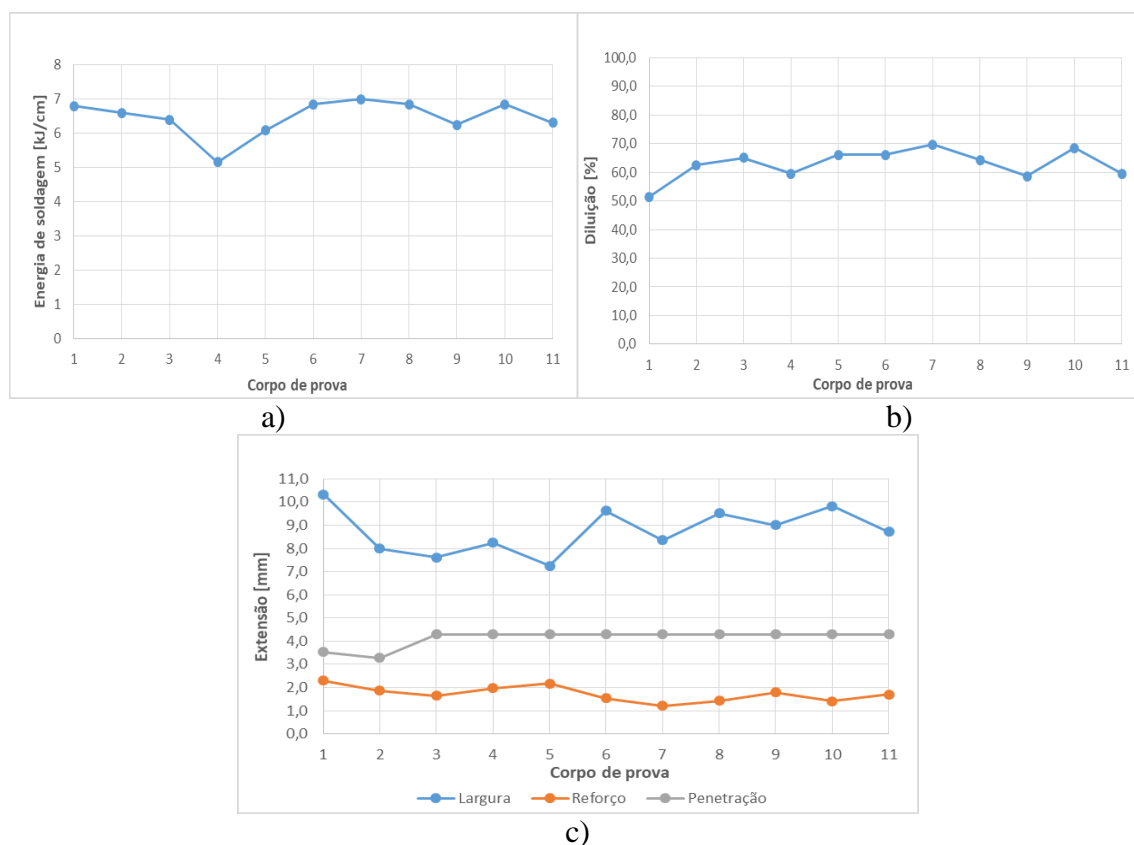 8
7
6
5
4
3
2
1
0
Energia de soldagem [kJ/cm]
1 2 3 4 5 6 7 8 9 10 11
Corpo de prova
a)
100,0
90,0
80,0
70,0
60,0
50,0
40,0
30,0
20,0
10,0
0,0
Diluição [%]
1 2 3 4 5 6 7 8 9 10 11
Corpo de prova
b)
11,0
10,0
9,0
8,0
7,0
6,0
5,0
4,0
3,0
2,0
1,0
0,0
Extensão [mm]
1 2 3 4 5 6 7 8 9 10 11
Corpo de prova
Largura Reforço Penetração
c)